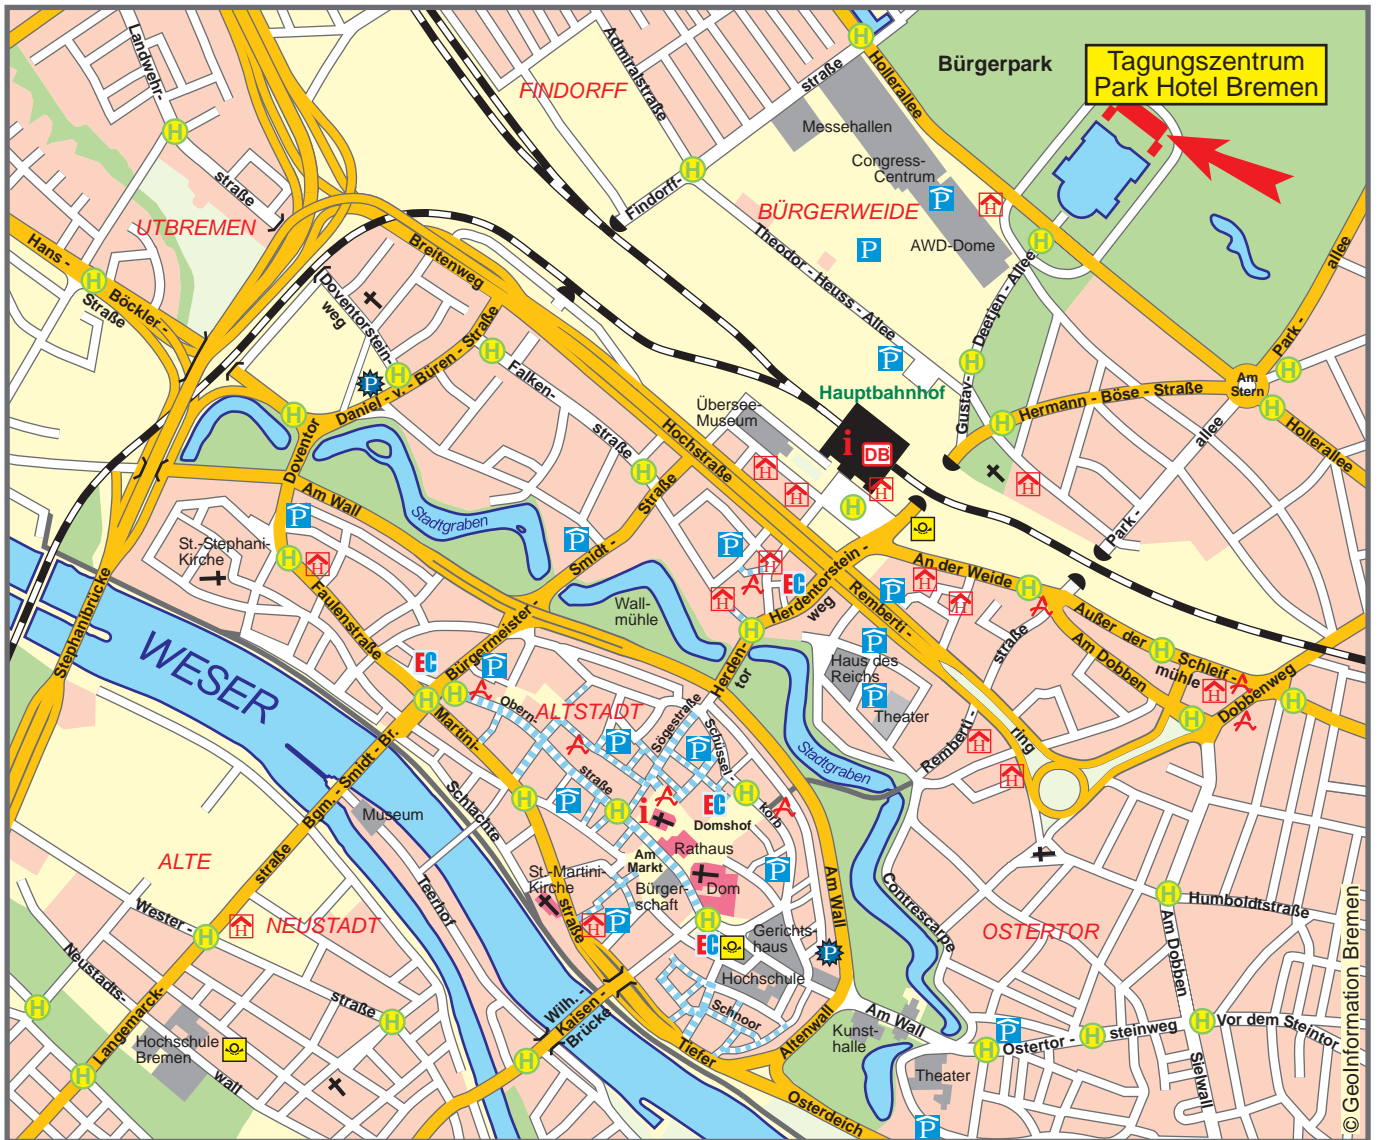 Tagungszentrum
Park Hotel Bremen
Bürgerpark
Landwehr-
straße
Admiralstraße
FINDORFF
straße
Findorff-
Hollerallee
Messehallen
Congress-
Centrum
BÜRGERWEIDE
AWD-Dome
UTBREMEN
Hans -
Böckler -
Straße
Breitenweg
Doventorstein-
weg
Theodor - Heuss - Allee
Gustav-
Deetjen - Allee
Park -
allee
Am
Stern
Hauptbahnhof
i
DB
Übersee-
Museum
Falken-
straße
Daniel - v. - Büren - Straße
Hochstraße
Hermann - Böse - Straße
Hollerallee
Park -
allee
Doventor
Am Wall
Stadtgraben
St.-Stephani-
Kirche
Smidt -
Straße
Wall-
mühle
Herdentorstein -
weg
An der Weide
Remberti -
Außer der
Schleif -
mühle
Am Dobben
Dobbenweg
straße
Remberti -
ring
Haus des
Reichs
Theater
Herden-
tor
Stephanibrücke
WESER
Faulenstraße
Bürgermeister -
EC
EC
ALTSTADT
Obern-
straße
Martini-
straße
Sögestraße
Schüssel -
korb
Stadtgraben
Schlachte
Bgm. - Smidt - Br.
Museum
Teerhof
i
EC
Domshof
Rathaus
Am
Markt
Dom
Bürger-
schaft
St.-Martini-
Kirche
Am Wall
Contrescarpe
ALTE
NEUSTADT
straße
Wester -
straße
Neustadts-
wall
Langemarck-
Hochschule
Bremen
Wilh. -
Kaisen -
Brücke
EC
Gerichts-
haus
Hochschule
Schnoor
Tiefer
Altenwall
Osterdeich
Kunst-
halle
Am Wall
Theater
OSTERTOR
Humboldtstraße
Am Dobben
Ostertor -
steinweg
Vor dem Steintor
Sielwall
© GeoInformation Bremen